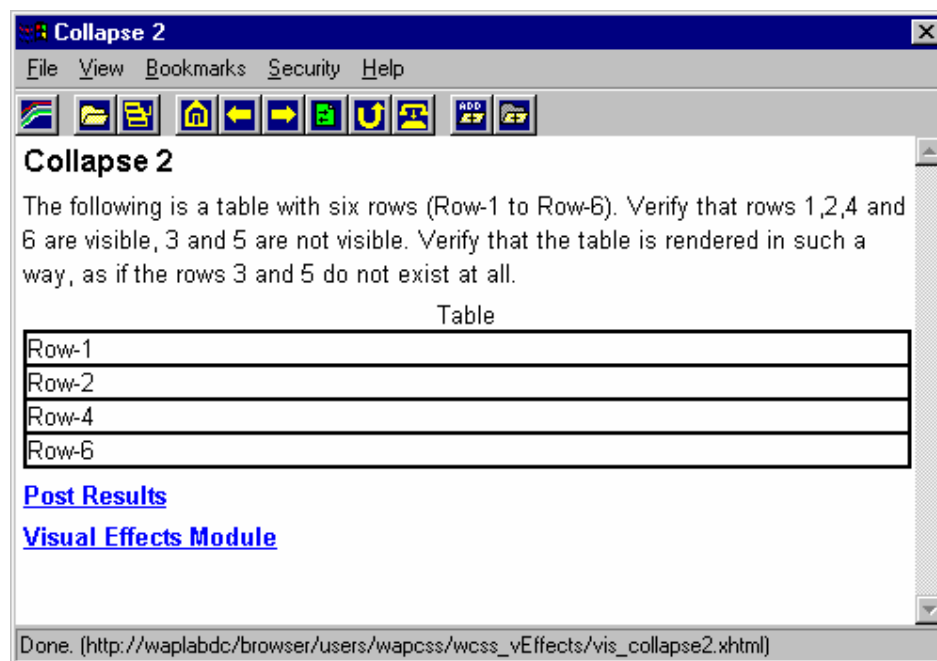 Collapse 2
File View Bookmarks Security Help
ADD
Collapse 2
The following is a table with six rows (Row-1 to Row-6). Verify that rows 1,2,4 and
6 are visible, 3 and 5 are not visible. Verify that the table is rendered in such a
way, as if the rows 3 and 5 do not exist at all.
Table
Row-1
Row-2
Row-4
Row-6
Post Results
Visual Effects Module
Done. (http://waplabdc/browser/users/wapcss/wcss_vEffects/vis_collapse2.xhtml)